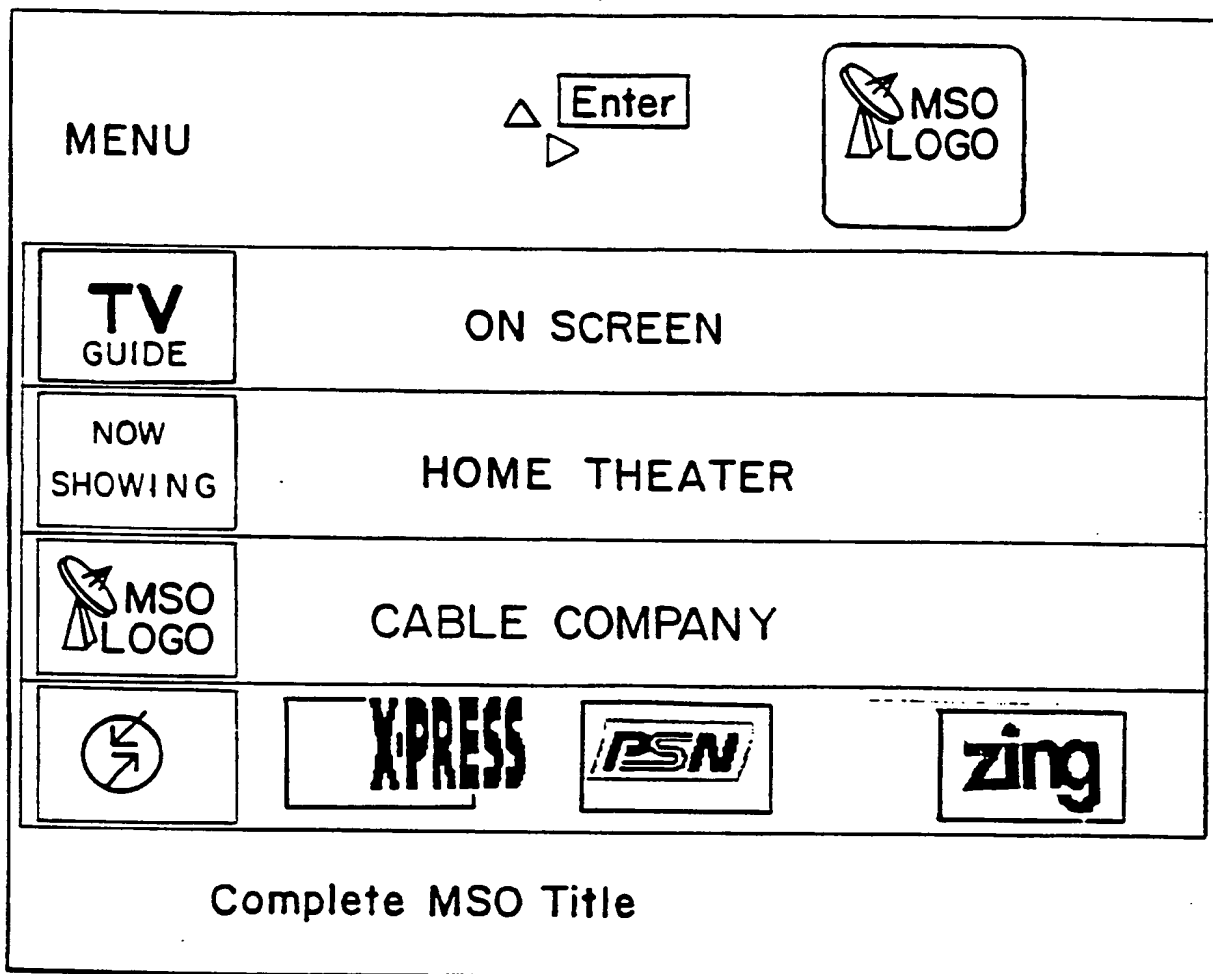 MENU
Enter
MSO
LOGO
TV
GUIDE
ON SCREEN
NOW
SHOWING
HOME THEATER
MSO
LOGO
CABLE COMPANY
X·PRESS
PSN
zing
Complete MSO Title